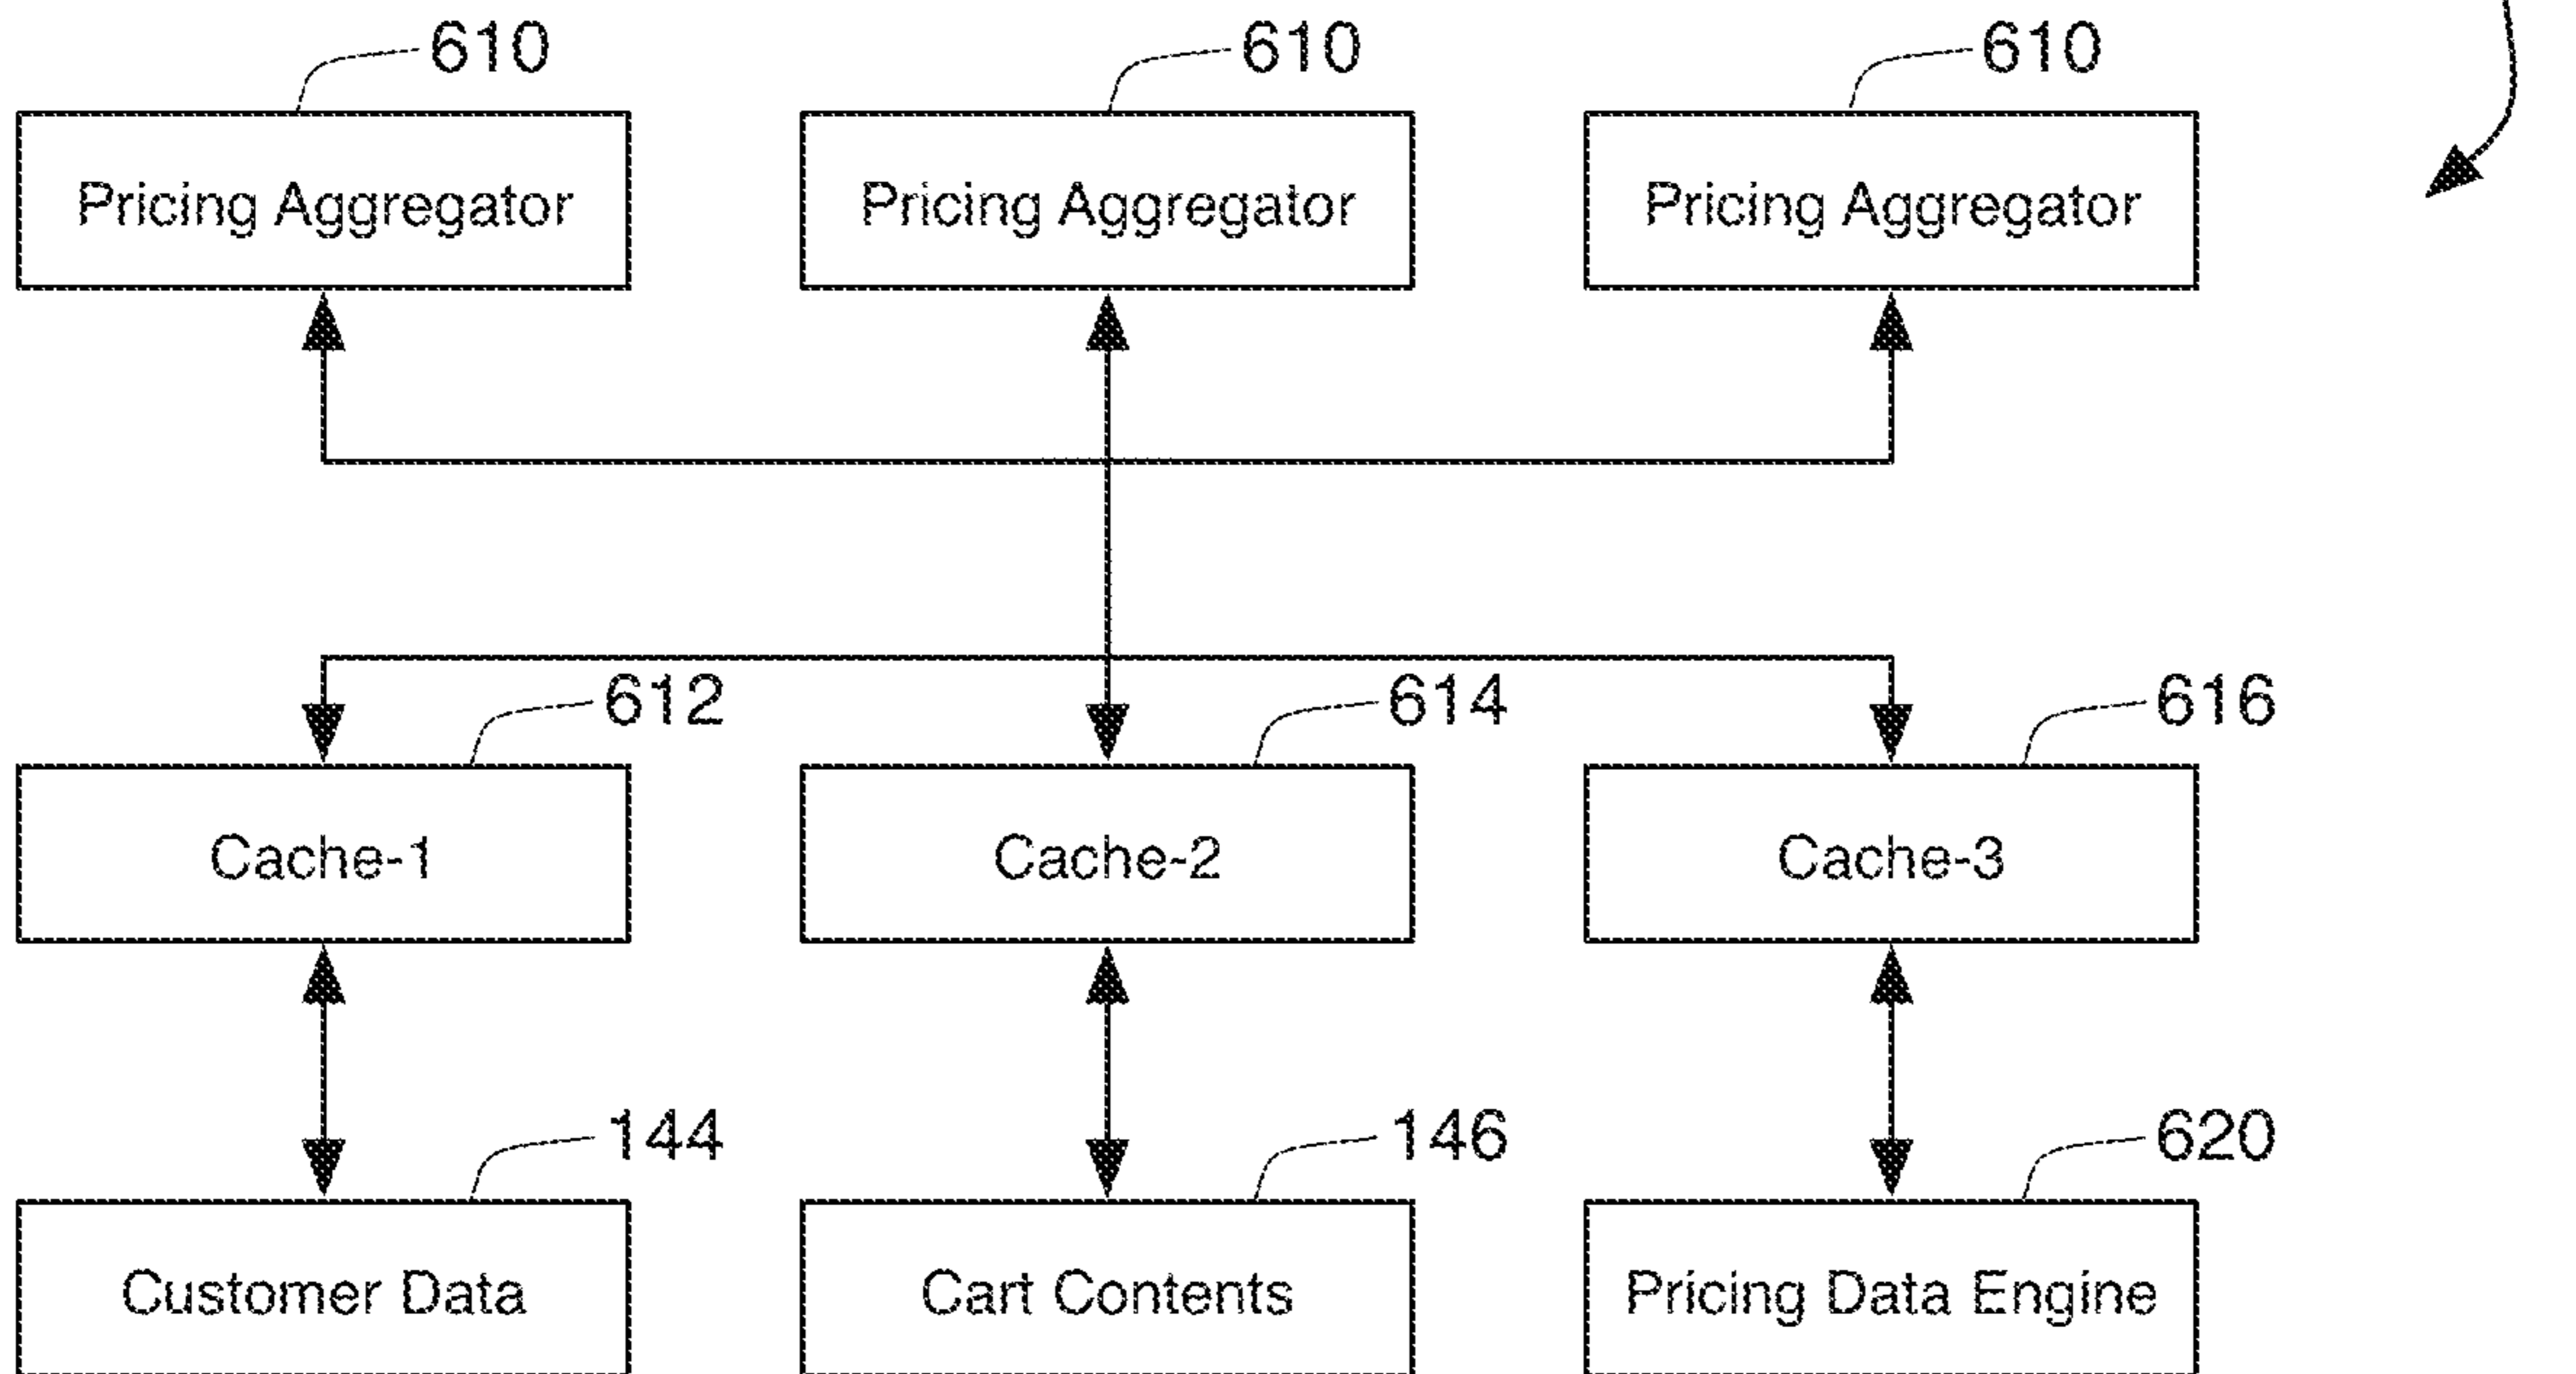 610
610
610
Pricing Aggregator
Pricing Aggregator
Pricing Aggregator
612
614
616
Cache-1
Cache-2
Cache-3
144
146
620
Customer Data
Cart Contents
Pricing Data Engine